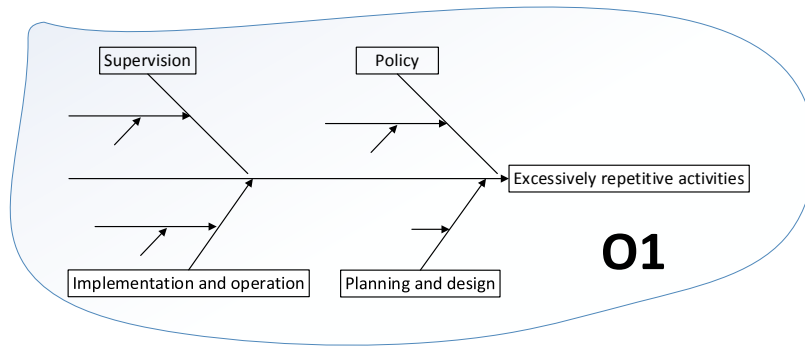 Supervision
Policy
Excessively repetitive activities
O1
Implementation and operation
Planning and design